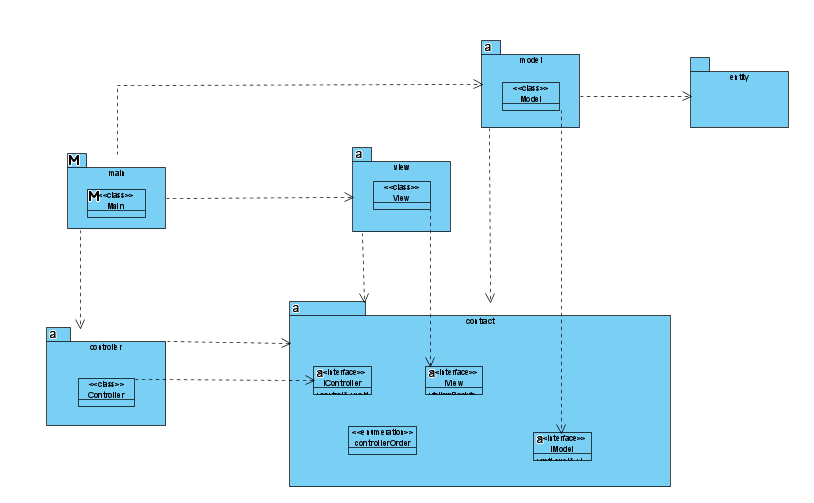 a
model
<<class>>
Model
entity
M
main
M<<class>>
Main
a
view
<<class>>
View
a
controller
<<class>>
Controller
a
contract
a<<interface>>
IController
a<<interface>>
IView
<<enumeration>>
controllerOrder
a<<interface>>
IModel